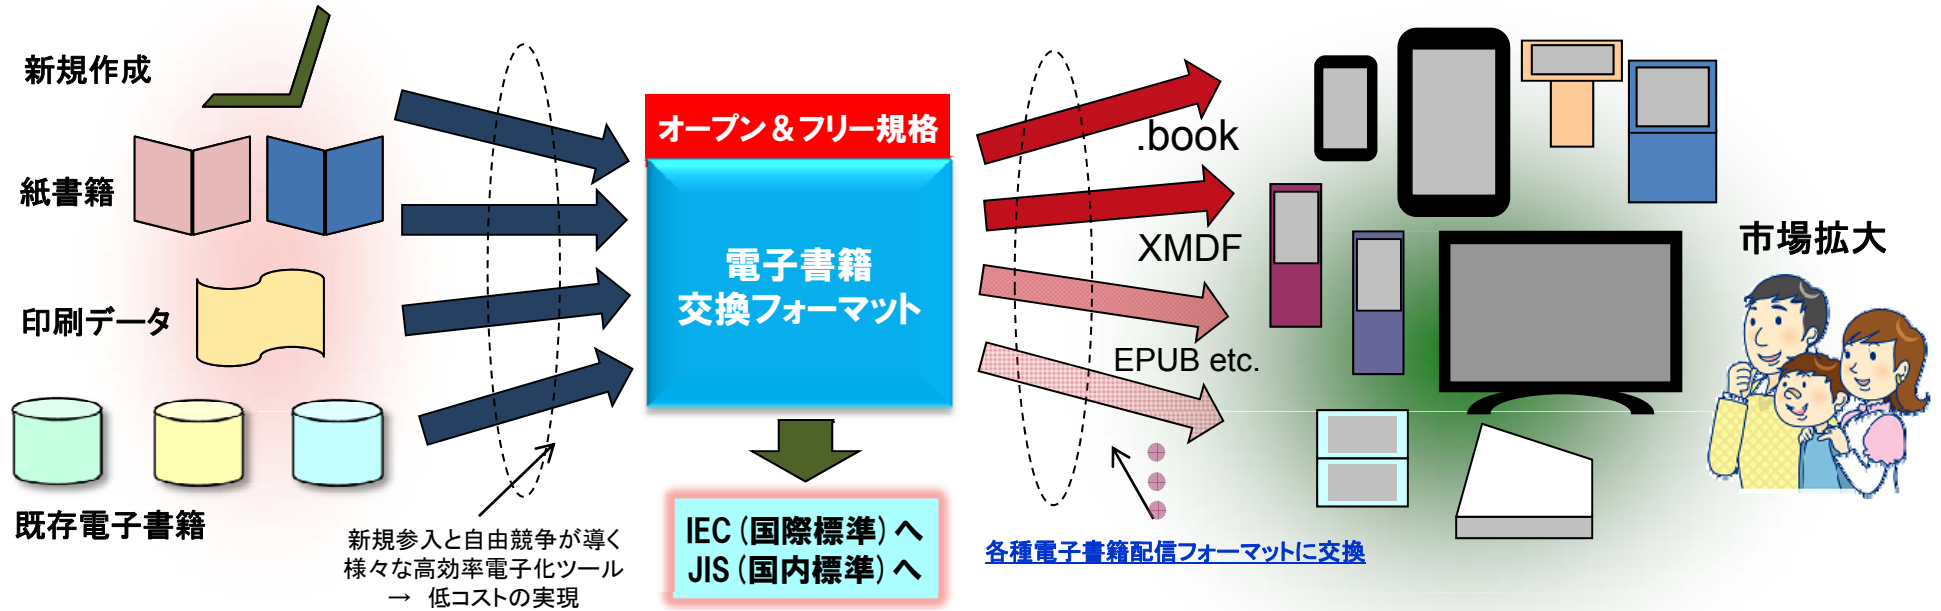 新規作成
紙書籍
印刷データ
既存電子書籍
新規参入と自由競争が導く
様々な高効率電子化ツール
→ 低コストの実現
オープン＆フリー規格
電子書籍
交換フォーマット
IEC（国際標準）へ
JIS（国内標準）へ
.book
XMDF
EPUB etc.
各種電子書籍配信フォーマットに交換
市場拡大